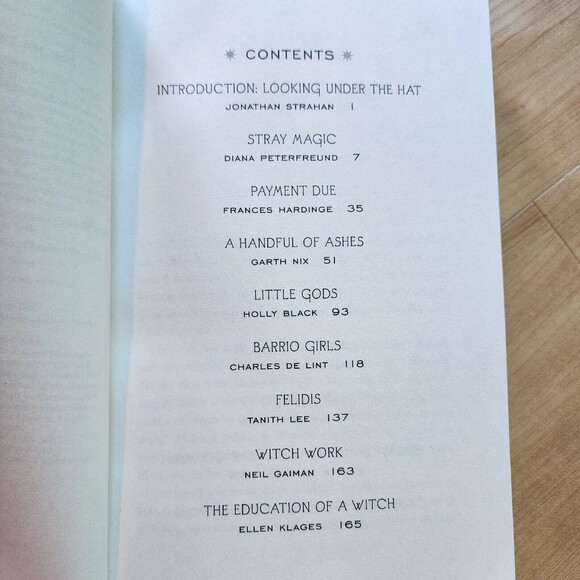 ✷ CONTENTS ✷
INTRODUCTION: LOOKING UNDER THE HAT
JONATHAN STRAHAN 1
STRAY MAGIC
DIANA PETERFREUND 7
PAYMENT DUE
FRANCES HARDINGE 35
A HANDFUL OF ASHES
GARTH NIX 51
LITTLE GODS
HOLLY BLACK 93
BARRIO GIRLS
CHARLES DE LINT 118
FELIDIS
TANITH LEE 137
WITCH WORK
NEIL GAIMAN 163
THE EDUCATION OF A WITCH
ELLEN KLAGES 165